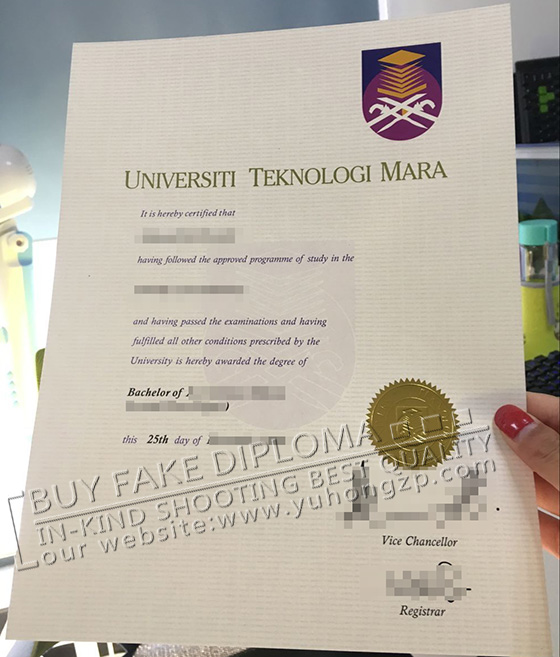 UNIVERSITI TEKNOLOGI MARA
It is hereby certified that
having followed the approved programme of study in the
and having passed the examinations and having
fulfilled all other conditions prescribed by the
University is hereby awarded the degree of
Bachelor of
)
this 25th day of
BUY FAKE DIPLOMA
IN-KIND SHOOTING BEST QUALITY
our website:www.yuhongzp.com
Vice Chancellor
Registrar